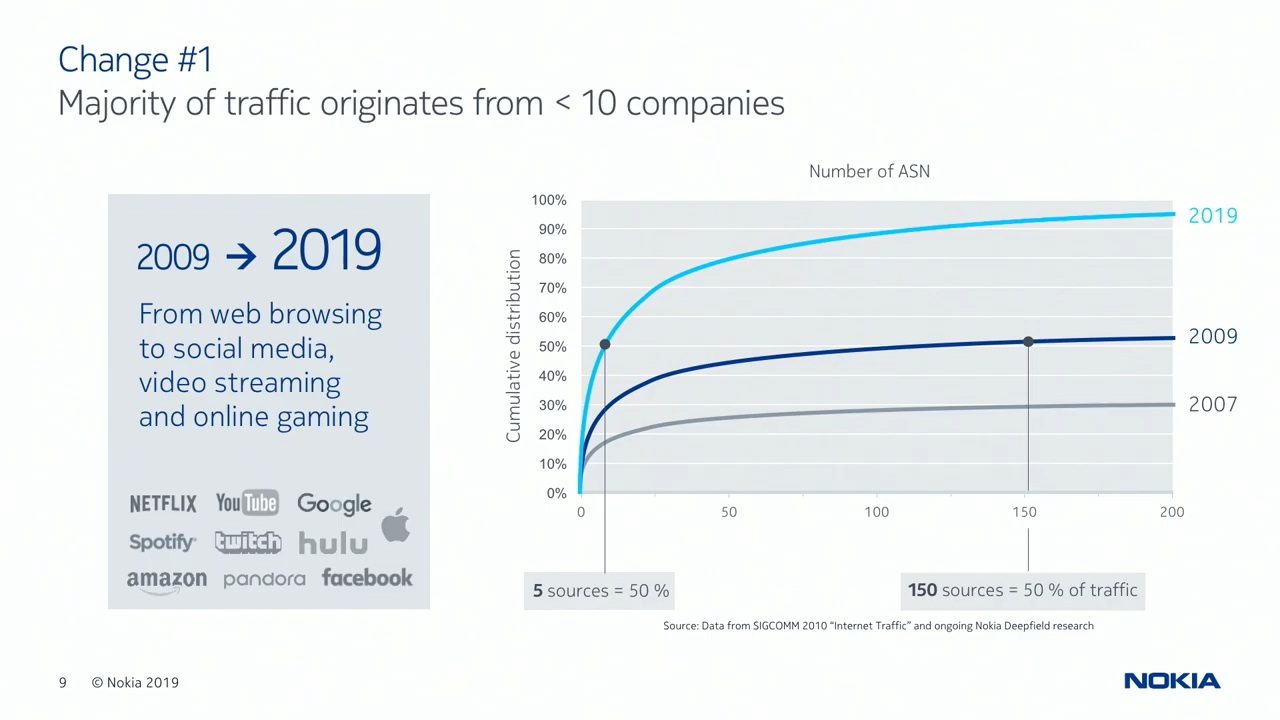 Change #1
Majority of traffic originates from < 10 companies
2009 → 2019
From web browsing
to social media,
video streaming
and online gaming
NETFLIX YouTube Google
Spotify twitch hulu
amazon pandora facebook
Number of ASN
Cumulative distribution
100%
90%
80%
70%
60%
50%
40%
30%
20%
10%
0%
0 50 100 150 200
2019
2009
2007
5 sources = 50 %
150 sources = 50 % of traffic
Source: Data from SIGCOMM 2010 “Internet Traffic” and ongoing Nokia Deepfield research
9 © Nokia 2019
NOKIA